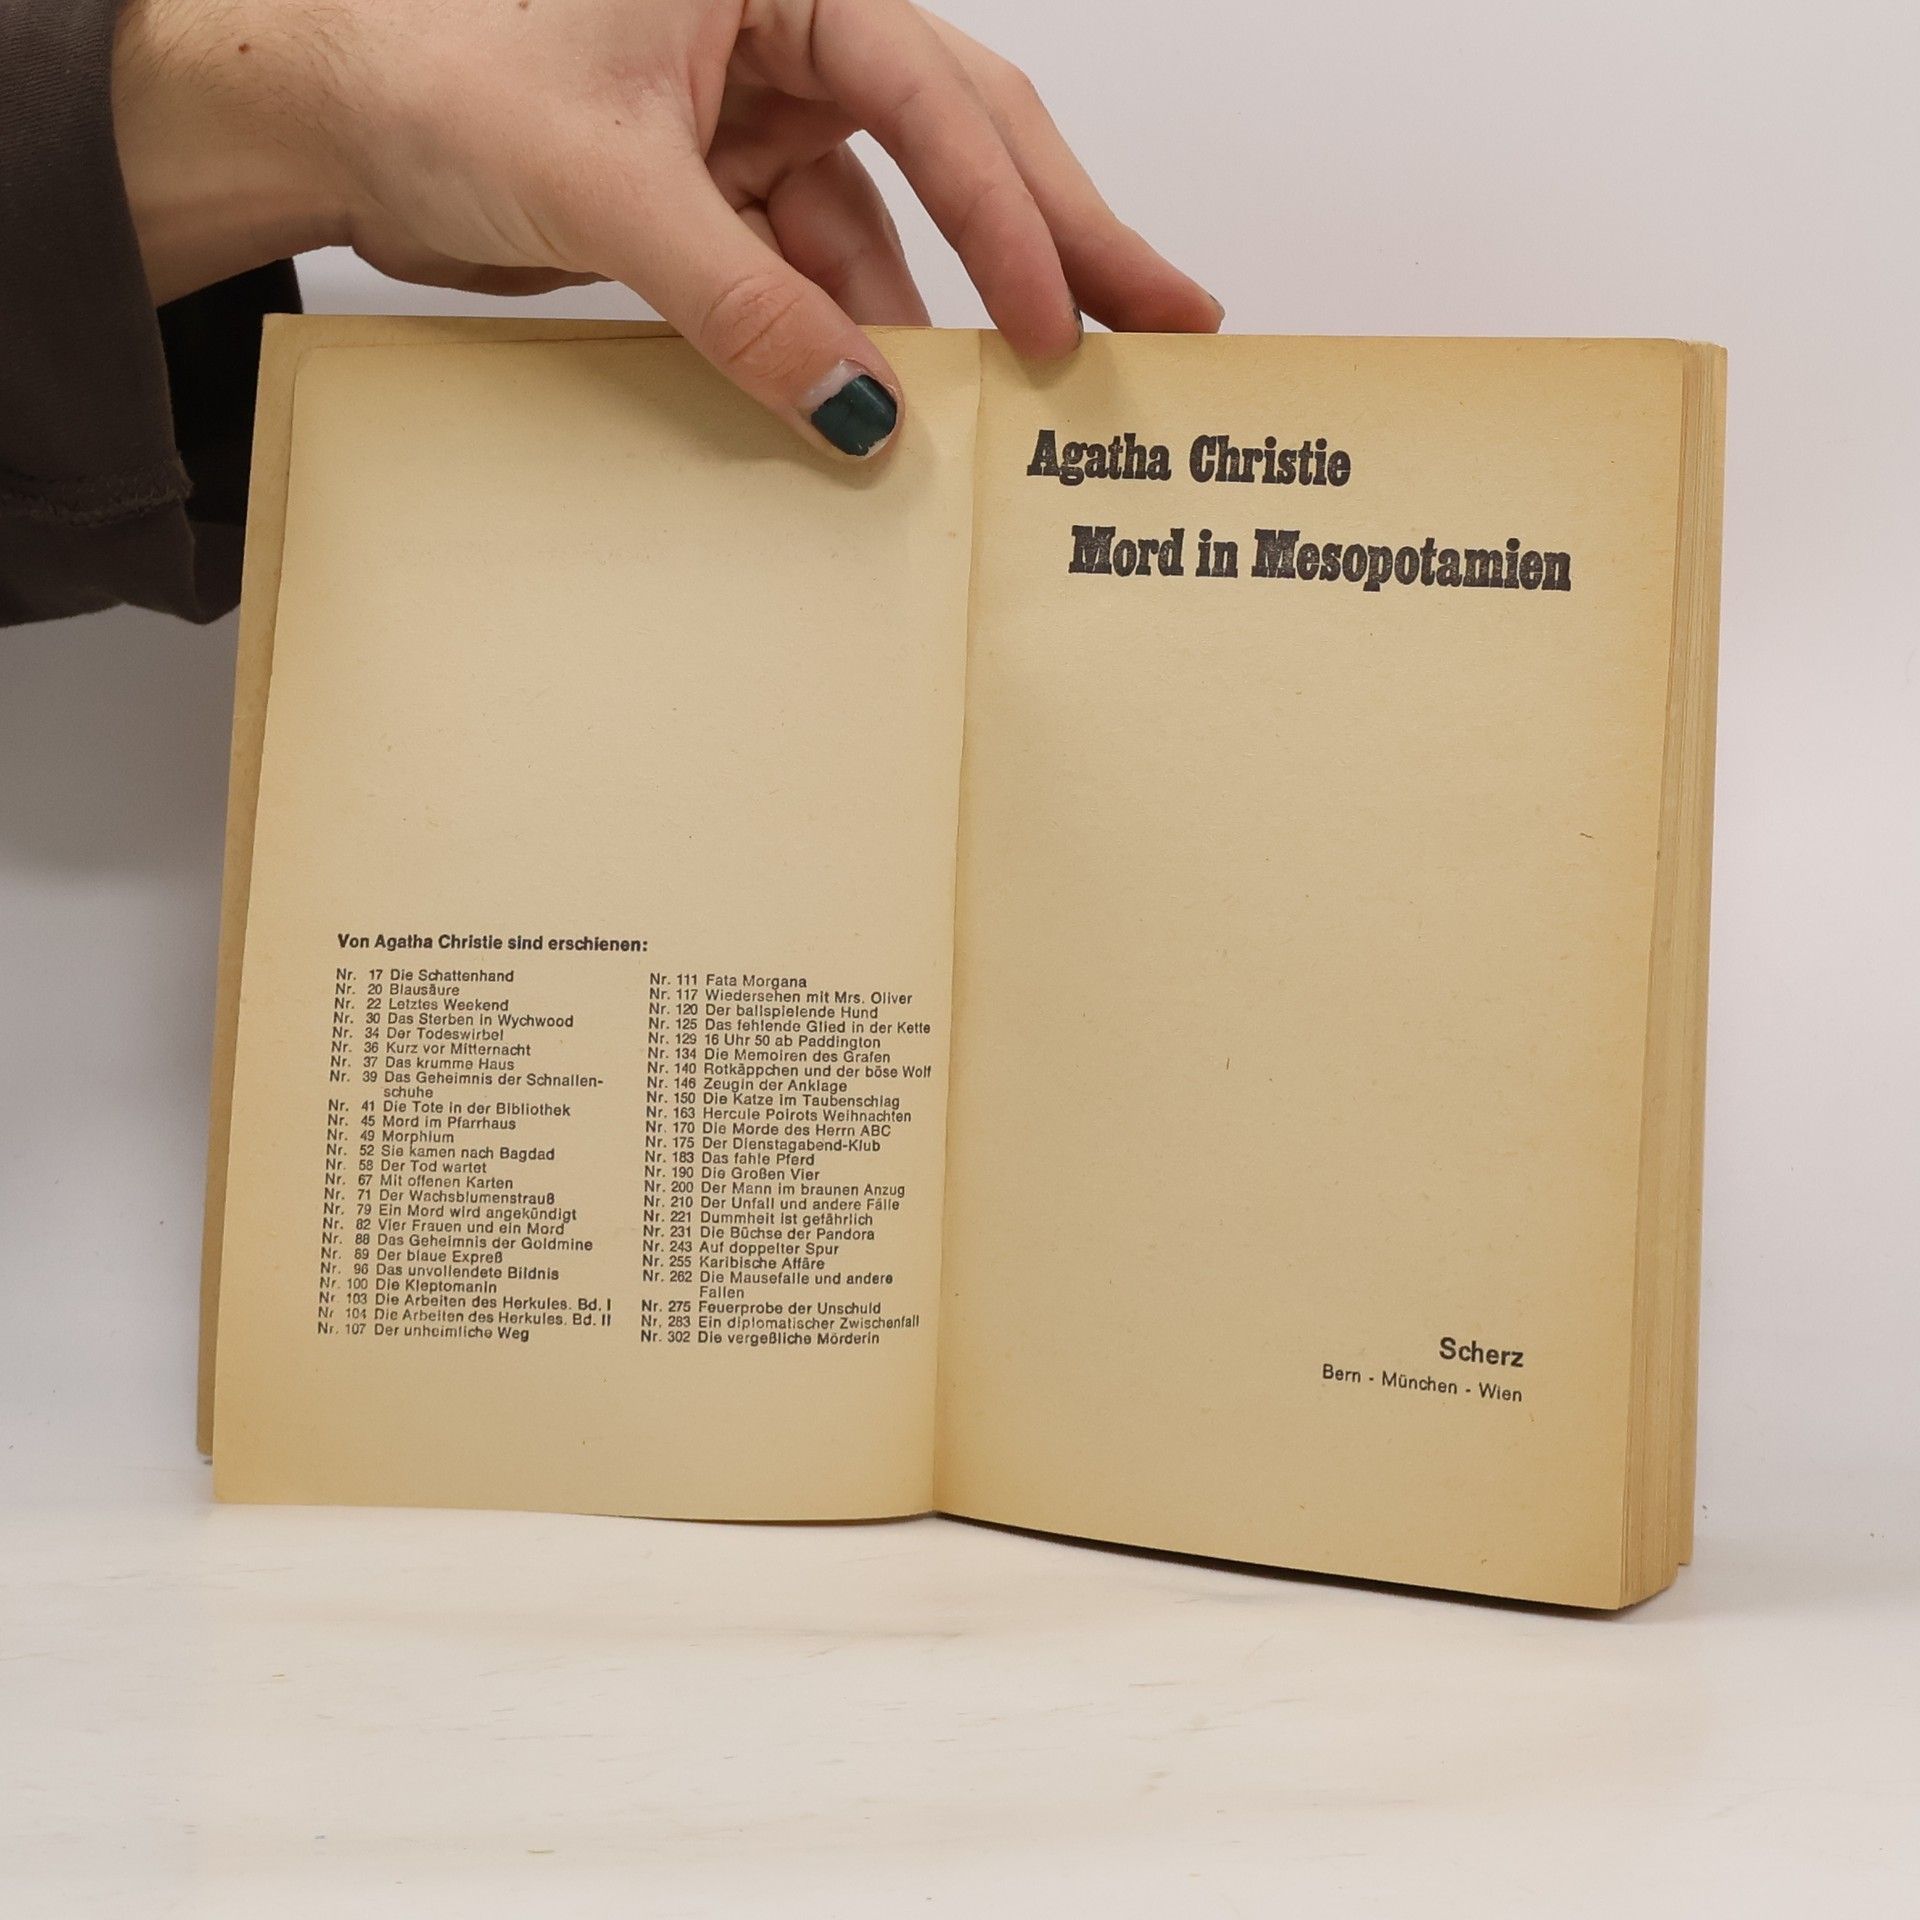 Von Agatha Christie sind erschienen:
Nr. 17 Die Schattenhand
Nr. 20 Blausäure
Nr. 22 Letztes Weekend
Nr. 30 Das Sterben in Wychwood
Nr. 34 Der Todeswirbel
Nr. 36 Kurz vor Mitternacht
Nr. 37 Das krumme Haus
Nr. 39 Das Geheimnis der Schnallen-
schuhe
Nr. 41 Die Tote in der Bibliothek
Nr. 45 Mord im Pfarrhaus
Nr. 49 Morphium
Nr. 52 Sie kamen nach Bagdad
Nr. 58 Der Tod wartet
Nr. 67 Mit offenen Karten
Nr. 71 Der Wachsblumenstrauß
Nr. 79 Ein Mord wird angekündigt
Nr. 82 Vier Frauen und ein Mord
Nr. 88 Das Geheimnis der Goldmine
Nr. 89 Der blaue Expreß
Nr. 96 Das unvollendete Bildnis
Nr. 100 Die Kleptomanin
Nr. 103 Die Arbeiten des Herkules. Bd. I
Nr. 104 Die Arbeiten des Herkules. Bd. II
Nr. 107 Der unheimliche Weg
Nr. 111 Fata Morgana
Nr. 117 Wiedersehen mit Mrs. Oliver
Nr. 120 Der ballspielende Hund
Nr. 125 Das fehlende Glied in der Kette
Nr. 129 16 Uhr 50 ab Paddington
Nr. 134 Die Memoiren des Grafen
Nr. 140 Rotkäppchen und der böse Wolf
Nr. 146 Zeugin der Anklage
Nr. 150 Die Katze im Taubenschlag
Nr. 163 Hercule Poirots Weihnachten
Nr. 170 Die Morde des Herrn ABC
Nr. 175 Der Dienstagabend-Klub
Nr. 183 Das fahle Pferd
Nr. 190 Die Großen Vier
Nr. 200 Der Mann im braunen Anzug
Nr. 210 Der Unfall und andere Fälle
Nr. 221 Dummheit ist gefährlich
Nr. 231 Die Büchse der Pandora
Nr. 243 Auf doppelter Spur
Nr. 255 Karibische Affäre
Nr. 262 Die Mausefalle und andere
Fallen
Nr. 275 Feuerprobe der Unschuld
Nr. 283 Ein diplomatischer Zwischenfall
Nr. 302 Die vergeßliche Mörderin
Agatha Christie
Mord in Mesopotamien
Scherz
Bern - München - Wien